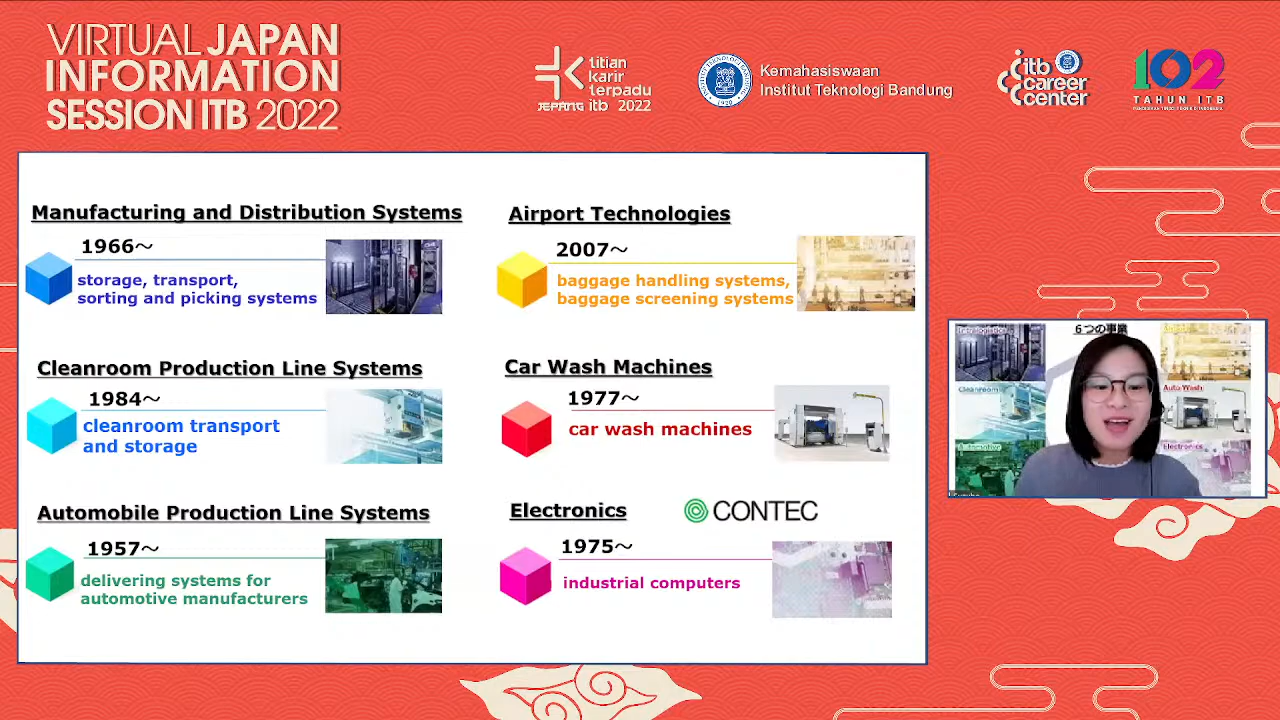 VIRTUAL JAPAN
INFORMATION
SESSION ITB 2022
titian
karir
terpadu
JEPANG itb 2022
Kemahasiswaan
Institut Teknologi Bandung
itb
career
center
102
TAHUN ITB
Manufacturing and Distribution Systems
1966～
storage, transport,
sorting and picking systems
Airport Technologies
2007～
baggage handling systems,
baggage screening systems
Cleanroom Production Line Systems
1984～
cleanroom transport
and storage
Car Wash Machines
1977～
car wash machines
Automobile Production Line Systems
1957～
delivering systems for
automotive manufacturers
Electronics
CONTEC
1975～
industrial computers
6つの事業
Cleanroom
Auto Wash
Automotive
Electronics